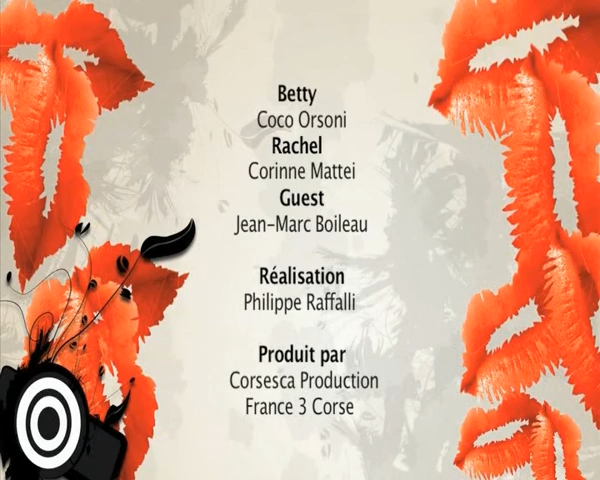 Betty
Coco Orsoni
Rachel
Corinne Mattei
Guest
Jean-Marc Boileau
Réalisation
Philippe Raffalli
Produit par
Corsesca Production
France 3 Corse